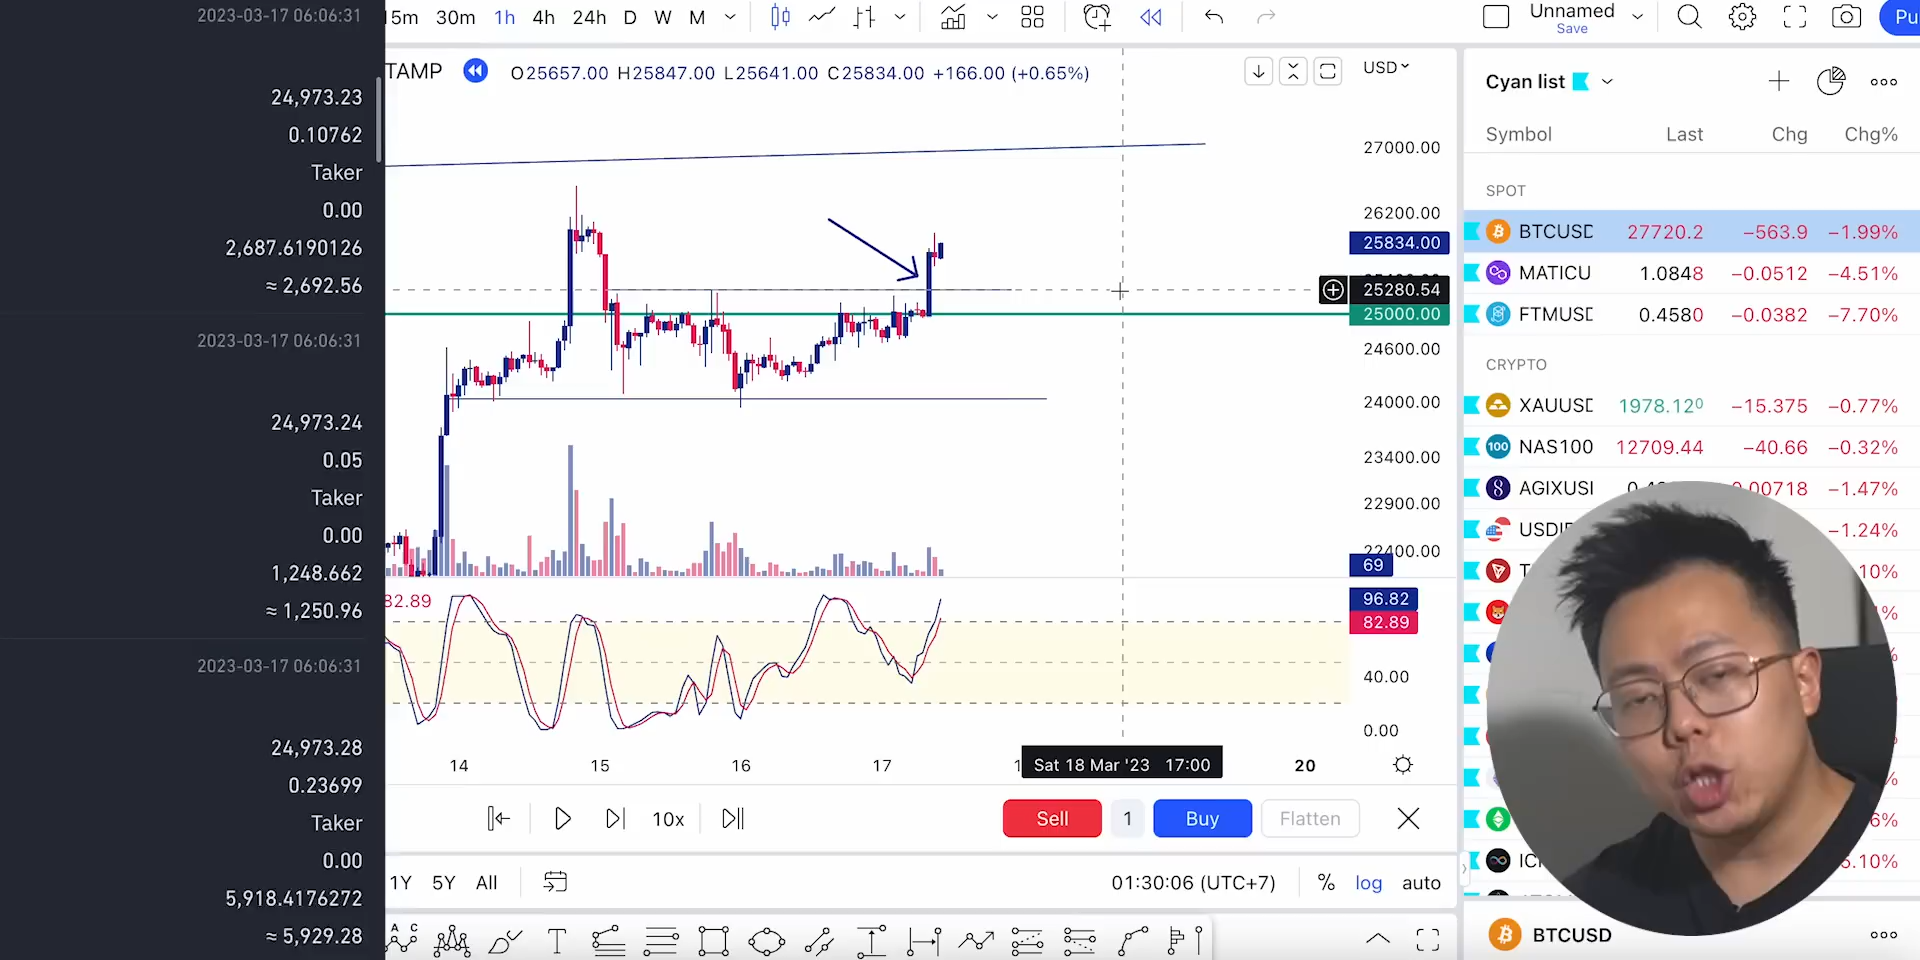 2023-03-17 06:06:31
24,973.23
0.10762
Taker
0.00
2,687.6190126
≈ 2,692.56
2023-03-17 06:06:31
24,973.24
0.05
Taker
0.00
1,248.662
≈ 1,250.96
2023-03-17 06:06:31
24,973.28
0.23699
Taker
0.00
5,918.4176272
≈ 5,929.28
15m 30m 1h 4h 24h D W M
Unnamed
Save
Pu
TAMP O25657.00 H25847.00 L25641.00 C25834.00 +166.00 (+0.65%)
USD
27000.00
26200.00
25834.00
25280.54
25000.00
24600.00
24000.00
23400.00
22900.00
22400.00
69
82.89
96.82
82.89
40.00
0.00
14 15 16 17 Sat 18 Mar '23 17:00 20
10x Sell 1 Buy Flatten
1Y 5Y All 01:30:06 (UTC+7) % log auto
A C
T
Cyan list
Symbol Last Chg Chg%
SPOT
BTCUSD 27720.2 −563.9 −1.99%
MATICU 1.0848 −0.0512 −4.51%
FTMUSD 0.4580 −0.0382 −7.70%
CRYPTO
XAUUSD 1978.120 −15.375 −0.77%
100 NAS100 12709.44 −40.66 −0.32%
AGIXUSI 0.00718 −1.47%
−1.24%
BTCUSD